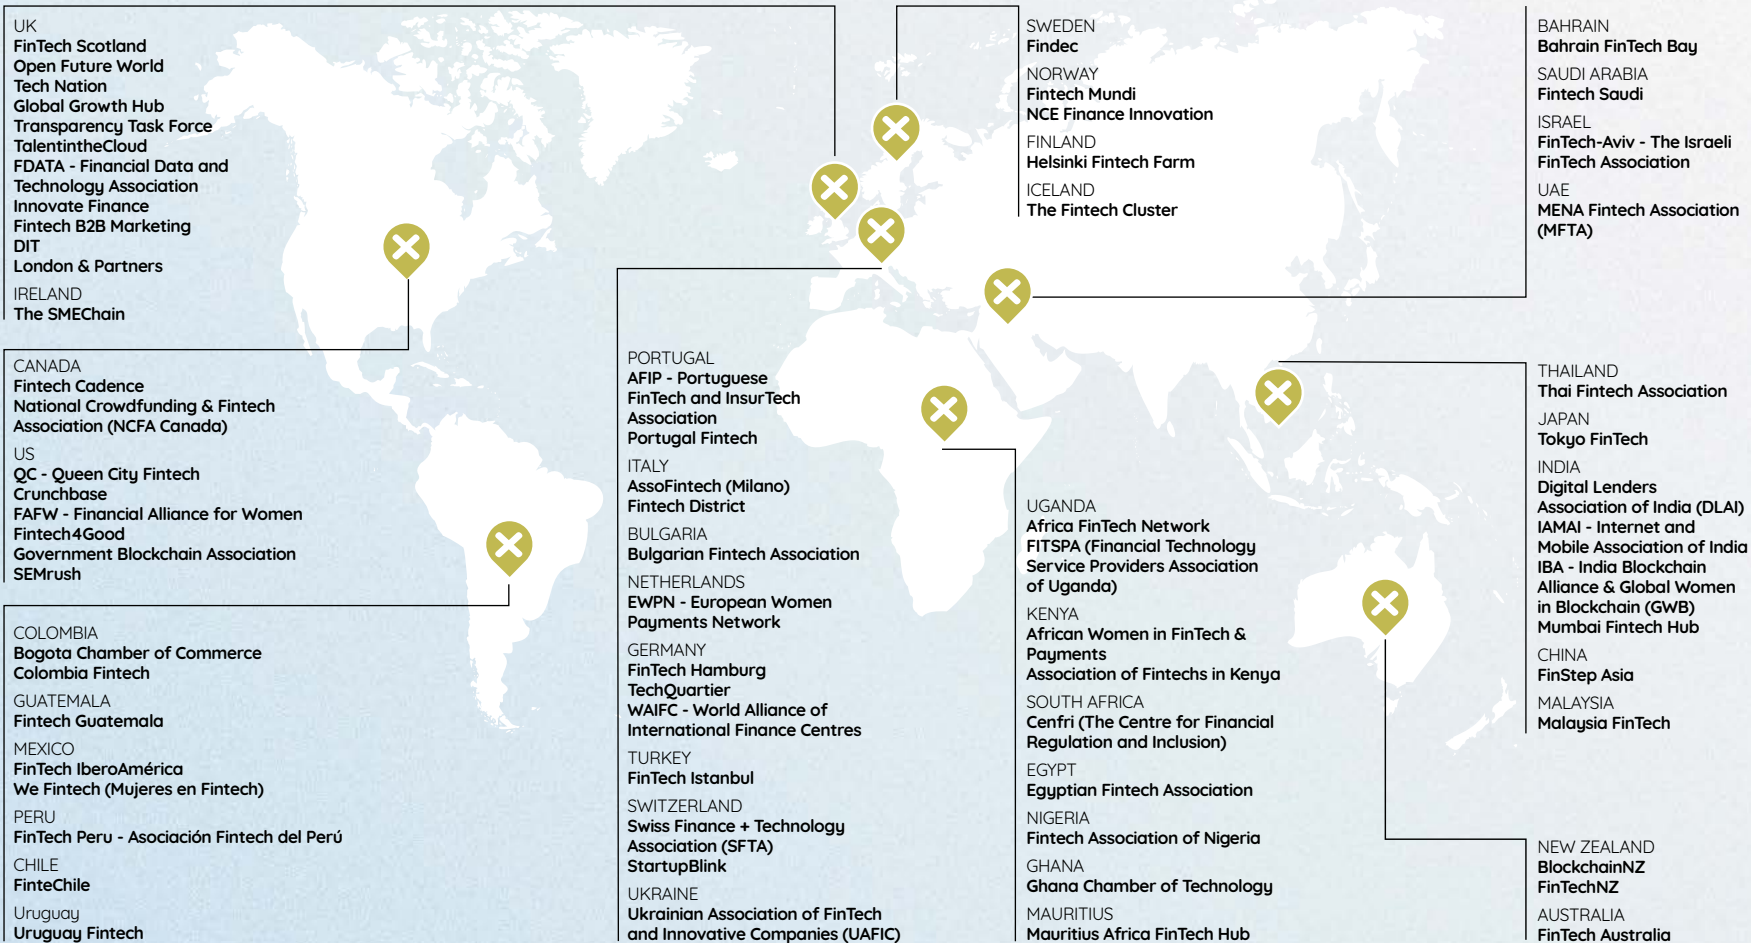 UK
FinTech Scotland
Open Future World
Tech Nation
Global Growth Hub
Transparency Task Force
TalentintheCloud
FDATA - Financial Data and
Technology Association
Innovate Finance
Fintech B2B Marketing
DIT
London & Partners
IRELAND
The SMEChain
CANADA
Fintech Cadence
National Crowdfunding & Fintech
Association (NCFA Canada)
US
QC - Queen City Fintech
Crunchbase
FAFW - Financial Alliance for Women
Fintech4Good
Government Blockchain Association
SEMrush
COLOMBIA
Bogota Chamber of Commerce
Colombia Fintech
GUATEMALA
Fintech Guatemala
MEXICO
FinTech IberoAmérica
We Fintech (Mujeres en Fintech)
PERU
FinTech Peru - Asociación Fintech del Perú
CHILE
FinteChile
Uruguay
Uruguay Fintech
PORTUGAL
AFIP - Portuguese
FinTech and InsurTech
Association
Portugal Fintech
ITALY
AssoFintech (Milano)
Fintech District
BULGARIA
Bulgarian Fintech Association
NETHERLANDS
EWPN - European Women
Payments Network
GERMANY
FinTech Hamburg
TechQuartier
WAIFC - World Alliance of
International Finance Centres
TURKEY
FinTech Istanbul
SWITZERLAND
Swiss Finance + Technology
Association (SFTA)
StartupBlink
UKRAINE
Ukrainian Association of FinTech
and Innovative Companies (UAFIC)
SWEDEN
Findec
NORWAY
Fintech Mundi
NCE Finance Innovation
FINLAND
Helsinki Fintech Farm
ICELAND
The Fintech Cluster
UGANDA
Africa FinTech Network
FITSPA (Financial Technology
Service Providers Association
of Uganda)
KENYA
African Women in FinTech &
Payments
Association of Fintechs in Kenya
SOUTH AFRICA
Cenfri (The Centre for Financial
Regulation and Inclusion)
EGYPT
Egyptian Fintech Association
NIGERIA
Fintech Association of Nigeria
GHANA
Ghana Chamber of Technology
MAURITIUS
Mauritius Africa FinTech Hub
BAHRAIN
Bahrain FinTech Bay
SAUDI ARABIA
Fintech Saudi
ISRAEL
FinTech-Aviv - The Israeli
FinTech Association
UAE
MENA Fintech Association
(MFTA)
THAILAND
Thai Fintech Association
JAPAN
Tokyo FinTech
INDIA
Digital Lenders
Association of India (DLAI)
IAMAI - Internet and
Mobile Association of India
IBA - India Blockchain
Alliance & Global Women
in Blockchain (GWB)
Mumbai Fintech Hub
CHINA
FinStep Asia
MALAYSIA
Malaysia FinTech
NEW ZEALAND
BlockchainNZ
FinTechNZ
AUSTRALIA
FinTech Australia